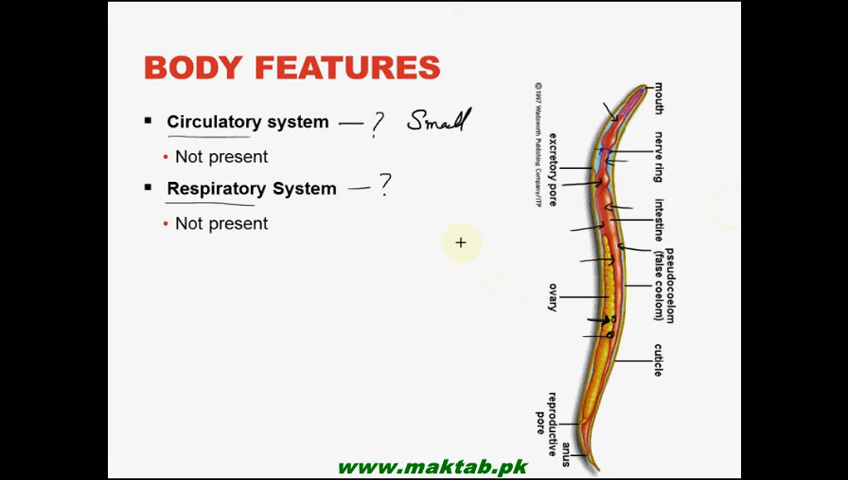 BODY FEATURES
▪ Circulatory system — ? Small
• Not present
▪ Respiratory System — ?
• Not present
© 1997 Wadsworth Publishing Company/ITP
mouth
nerve ring
excretory pore
intestine
pseudocoelom
(false coelom)
ovary
cuticle
reproductive
pore
anus
www.maktab.pk